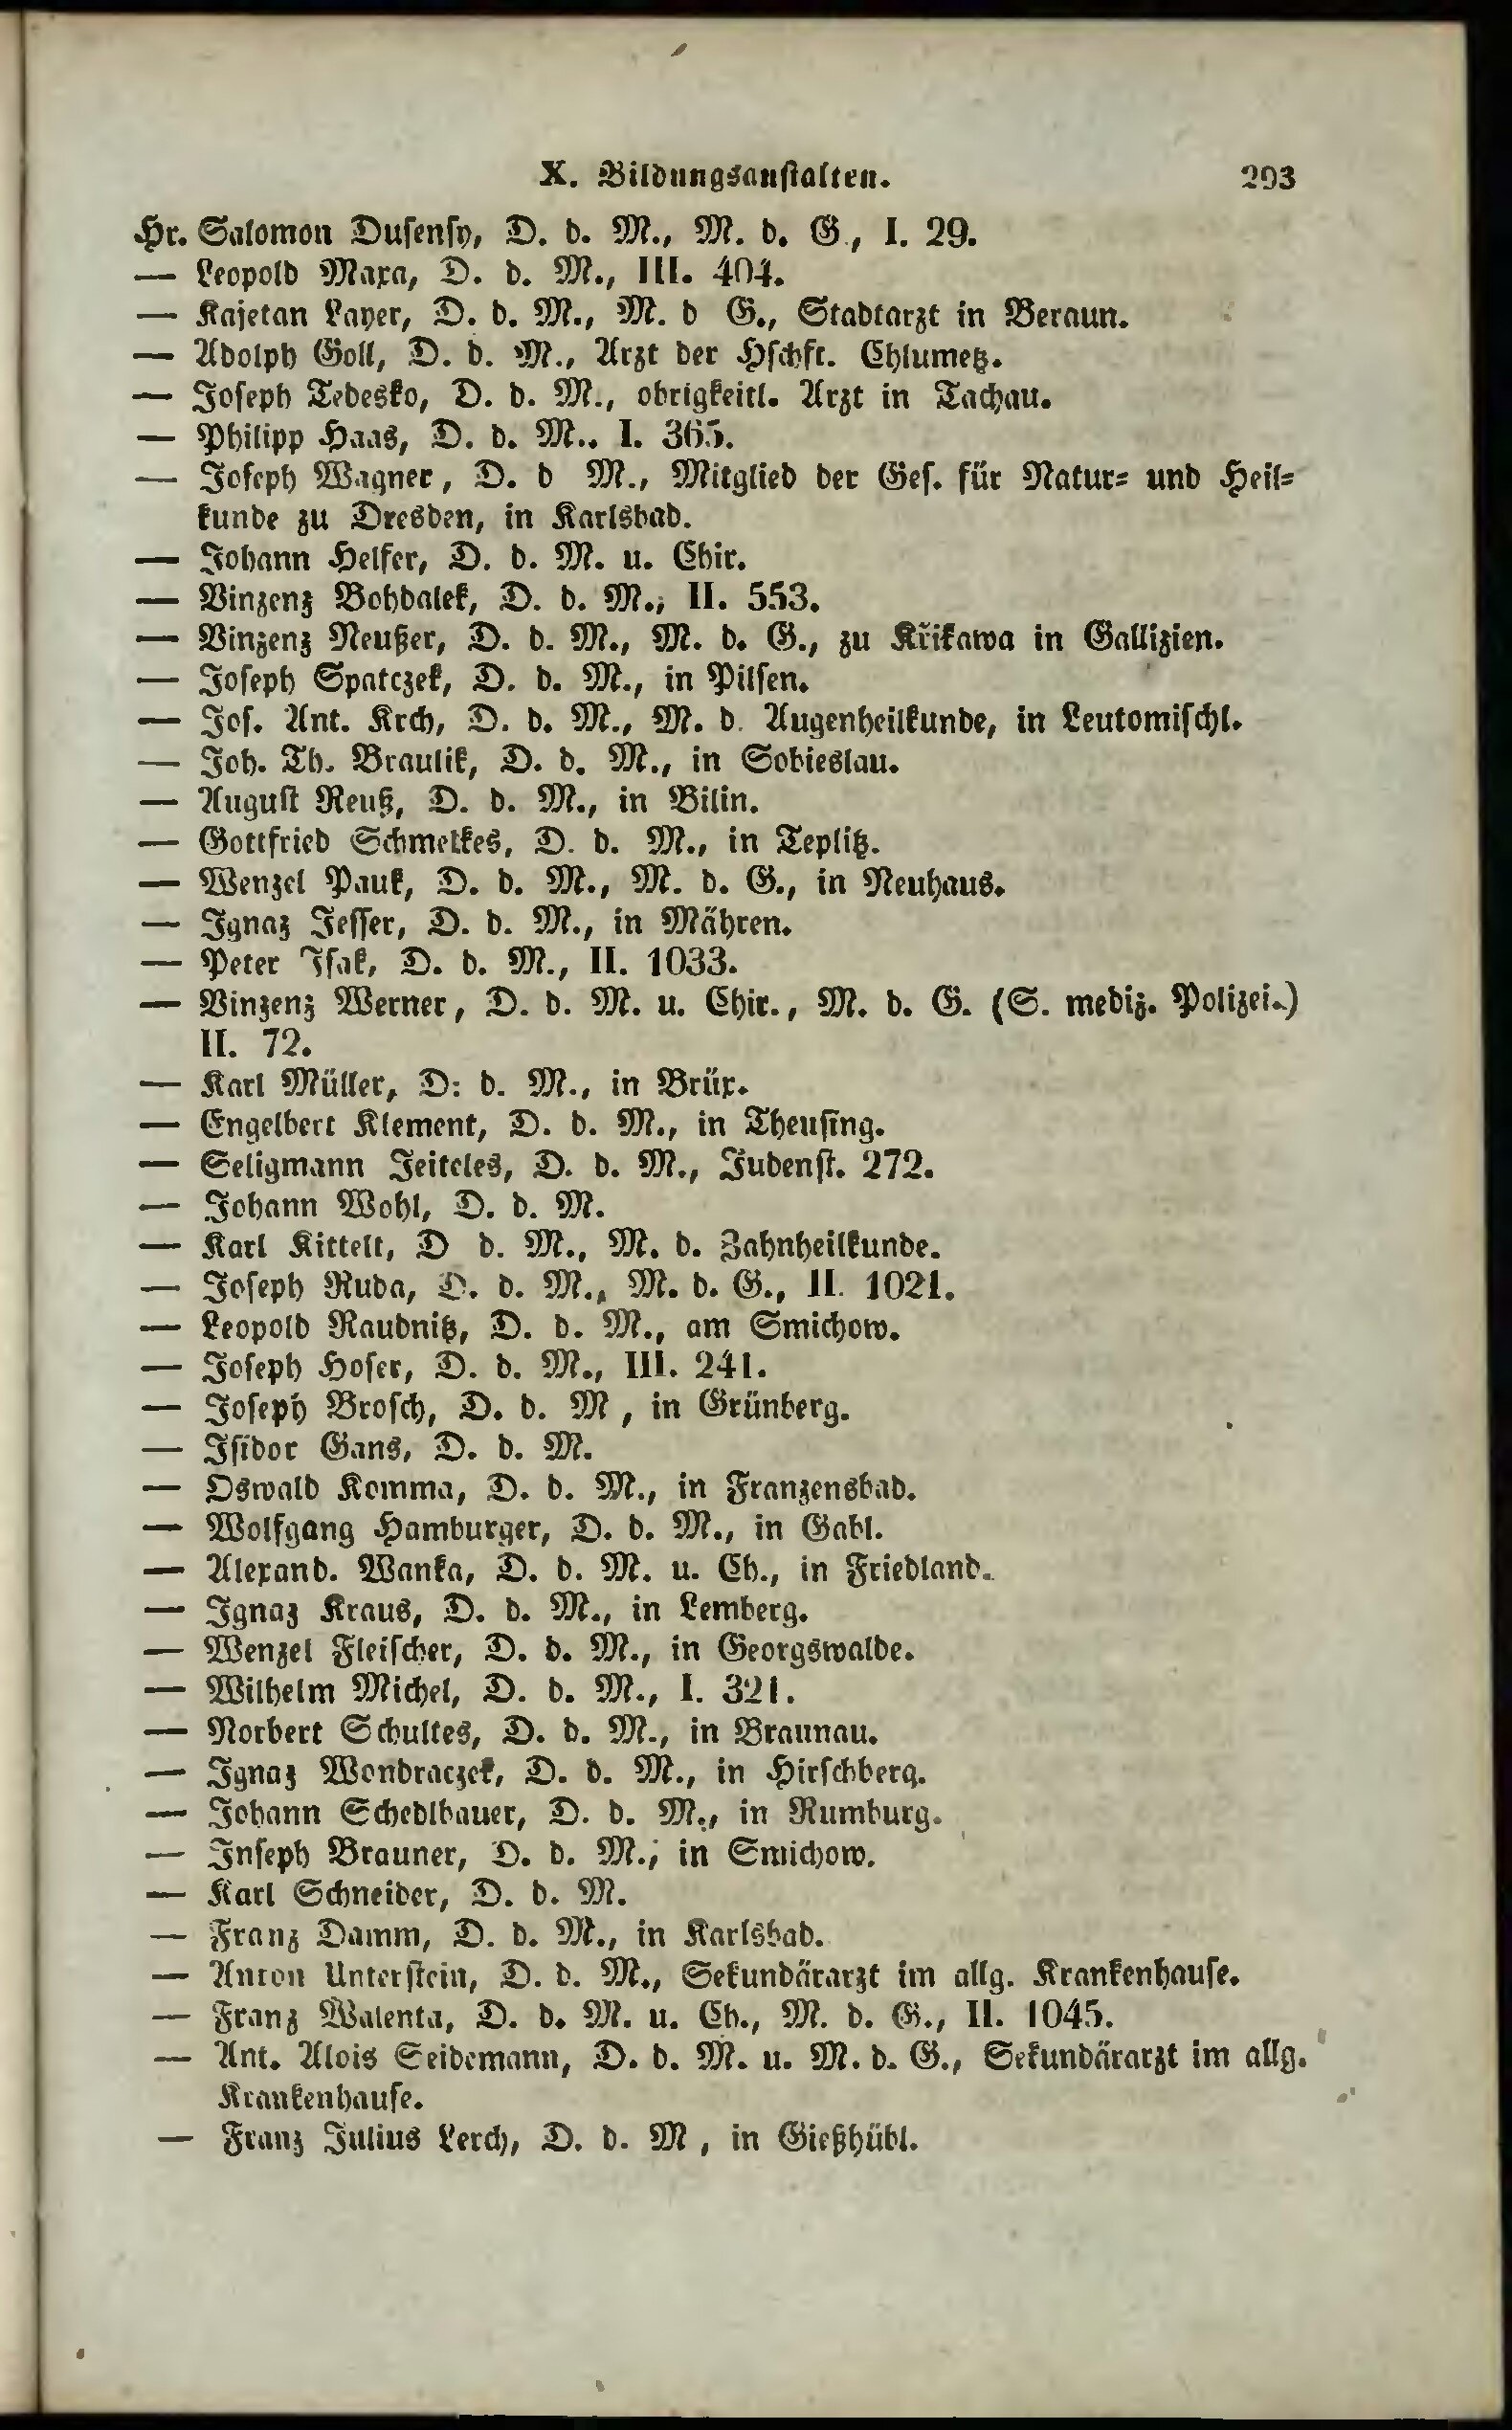 X. Bildungsanstalten. 293
Hr. Salomon Dusensy, D. d. M., M. d. G., I. 29.
— Leopold Maxa, D. d. M., III. 404.
— Kajetan Layer, D. d. M., M. d G., Stadtarzt in Beraun.
— Adolph Goll, D. d. M., Arzt der Hschft. Chlumetz.
— Joseph Tedesko, D. d. M., obrigkeitl. Arzt in Tachau.
— Philipp Haas, D. d. M., I. 365.
— Joseph Wagner, D. d M., Mitglied der Ges. für Natur= und Heil=
kunde zu Dresden, in Karlsbad.
— Johann Helfer, D. d. M. u. Chir.
— Vinzenz Bohdalek, D. d. M., II. 553.
— Vinzenz Neußer, D. d. M., M. d. G., zu Křikawa in Gallizien.
— Joseph Spatczek, D. d. M., in Pilsen.
— Jos. Ant. Krch, D. d. M., M. d. Augenheilkunde, in Leutomischl.
— Joh. Th. Braulik, D. d. M., in Sobieslau.
— August Reuß, D. d. M., in Bilin.
— Gottfried Schmelkes, D. d. M., in Teplitz.
— Wenzel Pauk, D. d. M., M. d. G., in Neuhaus.
— Ignaz Jesser, D. d. M., in Mähren.
— Peter Isak, D. d. M., II. 1033.
— Vinzenz Werner, D. d. M. u. Chir., M. d. G. (S. mediz. Polizei.)
II. 72.
— Karl Müller, D. d. M., in Brüx.
— Engelbert Klement, D. d. M., in Theusing.
— Seligmann Jeiteles, D. d. M., Judenst. 272.
— Johann Wohl, D. d. M.
— Karl Kittelt, D d. M., M. d. Zahnheilkunde.
— Joseph Ruda, D. d. M., M. d. G., II. 1021.
— Leopold Raudnitz, D. d. M., am Smichow.
— Joseph Hofer, D. d. M., III. 241.
— Joseph Brosch, D. d. M , in Grünberg.
— Isidor Gans, D. d. M.
— Oswald Komma, D. d. M., in Franzensbad.
— Wolfgang Hamburger, D. d. M., in Gabl.
— Alexand. Wanka, D. d. M. u. Ch., in Friedland.
— Ignaz Kraus, D. d. M., in Lemberg.
— Wenzel Fleischer, D. d. M., in Georgswalde.
— Wilhelm Michel, D. d. M., I. 321.
— Norbert Schultes, D. d. M., in Braunau.
— Ignaz Wondraczek, D. d. M., in Hirschberg.
— Johann Schedlbauer, D. d. M., in Rumburg.
— Jnseph Brauner, D. d. M., in Smichow.
— Karl Schneider, D. d. M.
— Franz Damm, D. d. M., in Karlsbad.
— Anton Unterstein, D. d. M., Sekundärarzt im allg. Krankenhause.
— Franz Walenta, D. d. M. u. Ch., M. d. G., II. 1045.
— Ant. Alois Seidemann, D. d. M. u. M. d. G., Sekundärarzt im allg.
Krankenhause.
— Franz Julius Lerch, D. d. M , in Gießhübl.